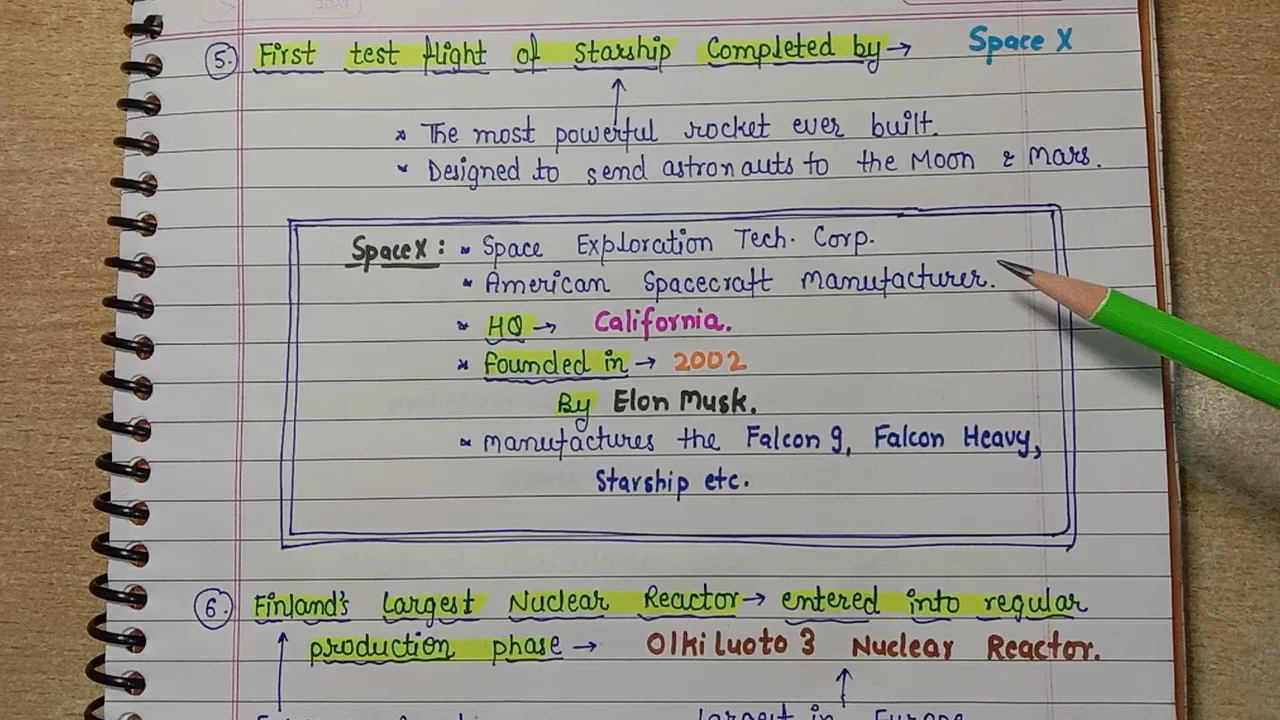 5. First test flight of Starship Completed by → Space X
* The most powerful rocket ever built.
* Designed to send astronauts to the Moon & Mars.
SpaceX : * Space Exploration Tech. Corp.
* American Spacecraft manufacturer.
* HQ → California.
* founded in → 2002
By Elon Musk.
* manufactures the Falcon 9, Falcon Heavy,
Starship etc.
6. Finland's Largest Nuclear Reactor → entered into regular
production phase → Olkiluoto 3 Nuclear Reactor.
Largest in Europe